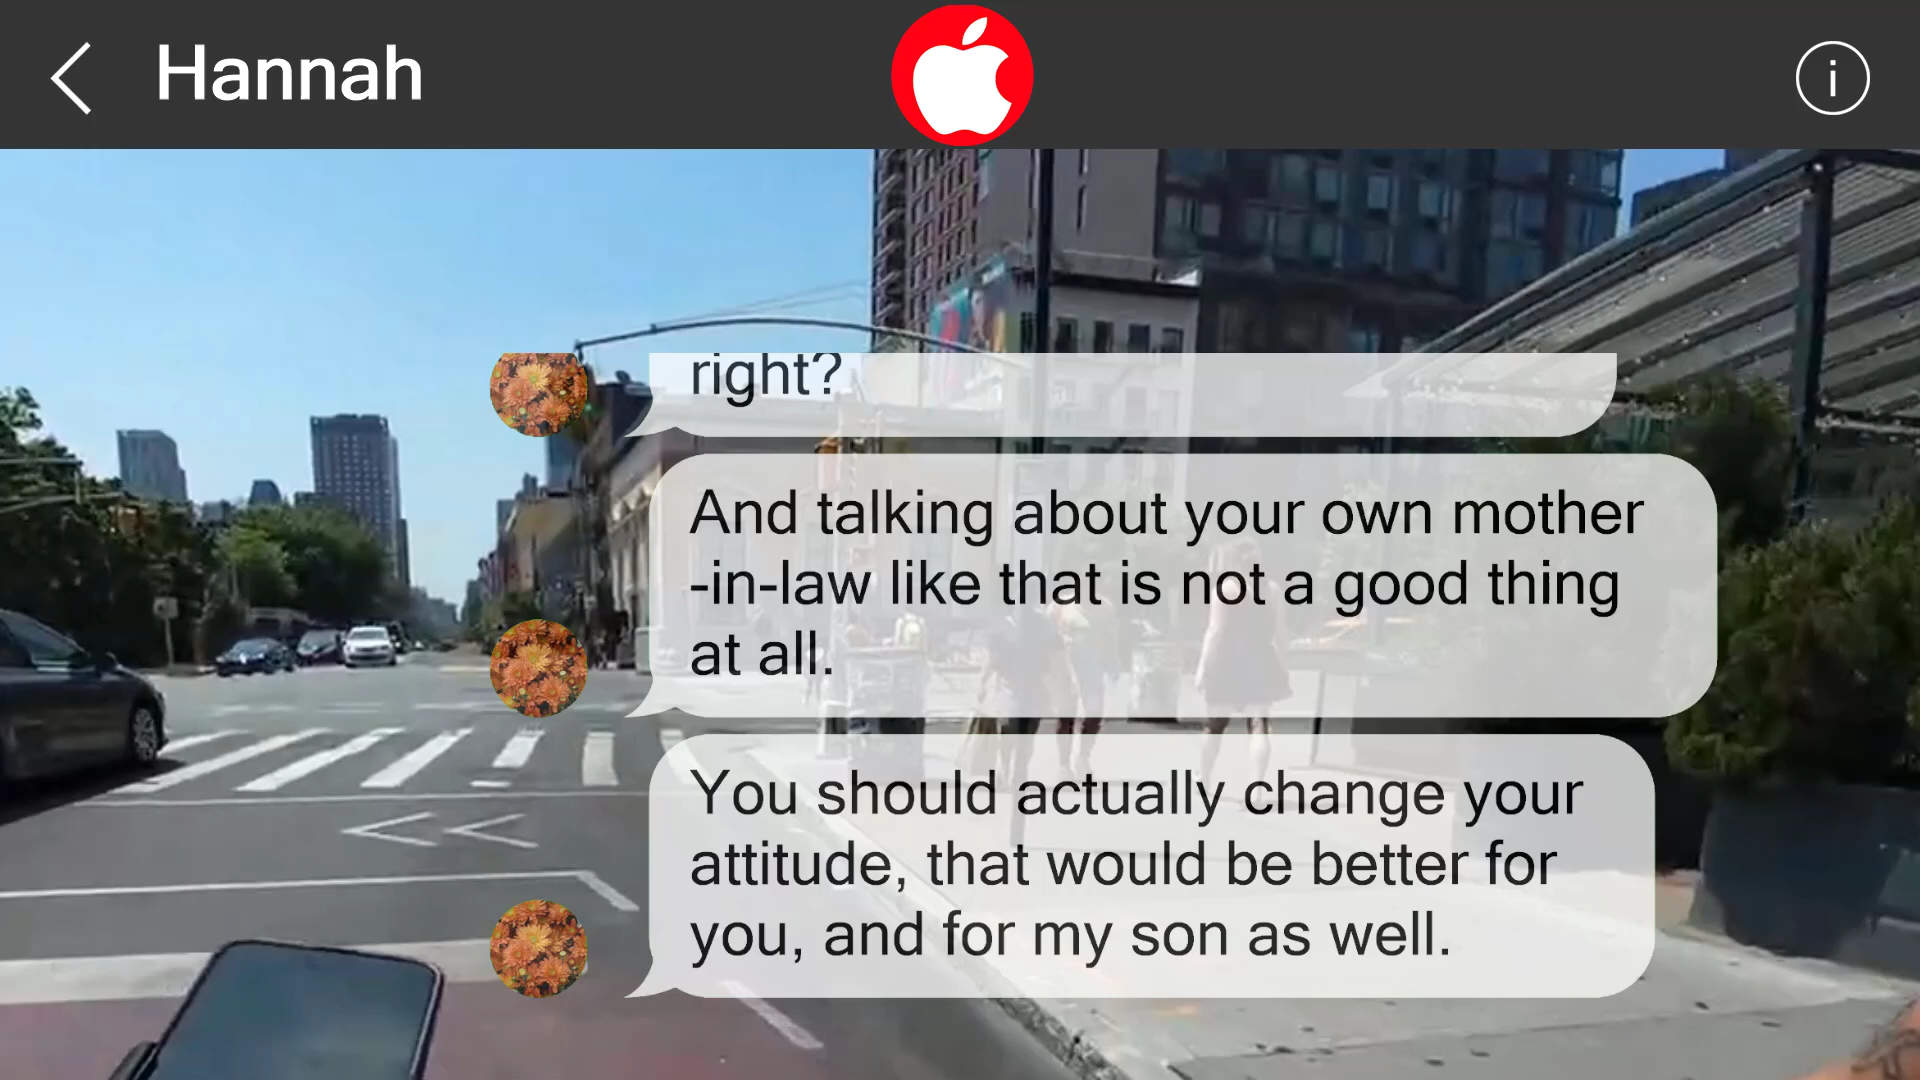 Hannah
right?
And talking about your own mother
-in-law like that is not a good thing
at all.
You should actually change your
attitude, that would be better for
you, and for my son as well.